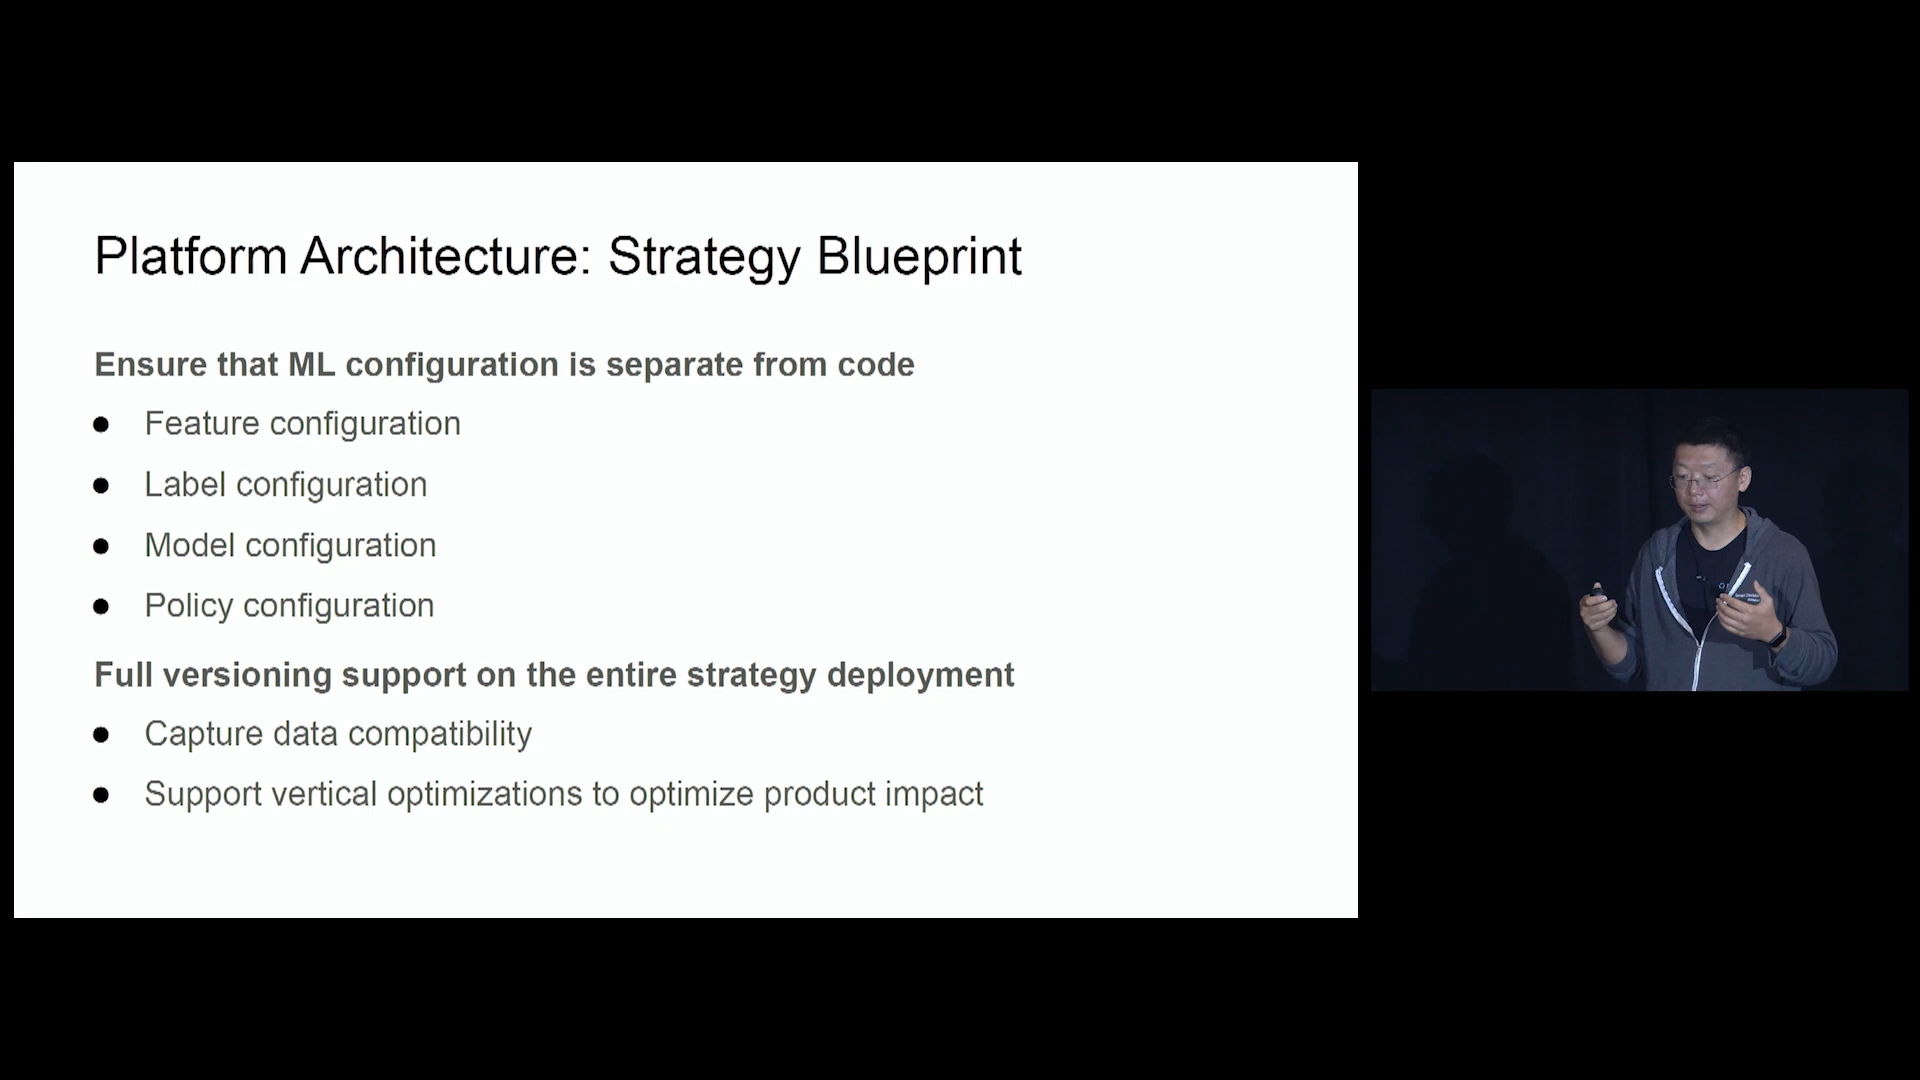 Platform Architecture: Strategy Blueprint
Ensure that ML configuration is separate from code
● Feature configuration
● Label configuration
● Model configuration
● Policy configuration
Full versioning support on the entire strategy deployment
● Capture data compatibility
● Support vertical optimizations to optimize product impact